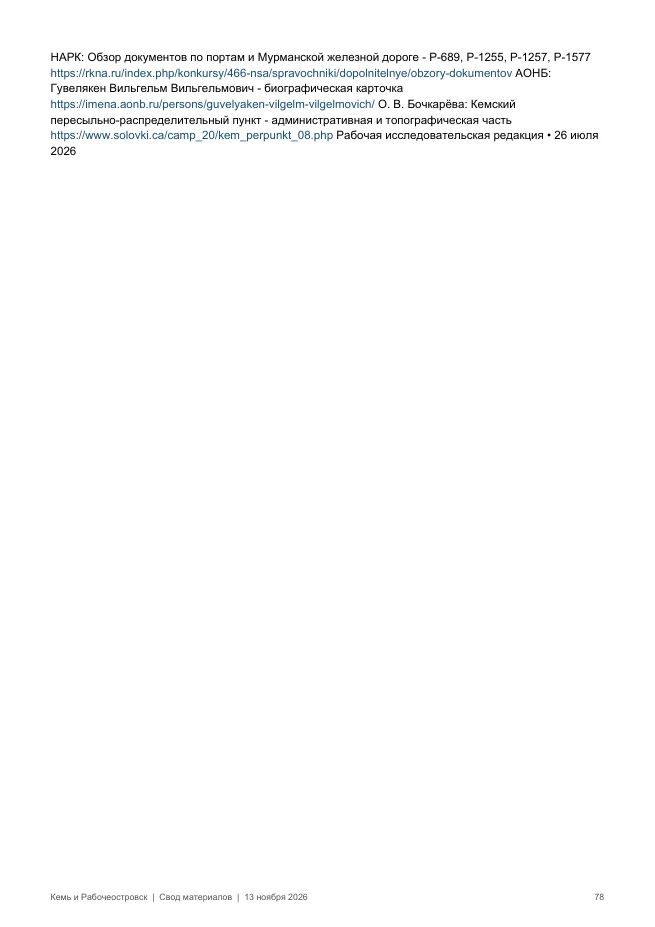 НАРК: Обзор документов по портам и Мурманской железной дороге - Р-689, Р-1255, Р-1257, Р-1577
https://rkna.ru/index.php/konkursy/466-nsa/spravochniki/dopolnitelnye/obzory-dokumentov АОНБ:
Гувелякен Вильгельм Вильгельмович - биографическая карточка
https://imena.aonb.ru/persons/guvelyaken-vilgelm-vilgelmovich/ О. В. Бочкарёва: Кемский
пересыльно-распределительный пункт - административная и топографическая часть
https://www.solovki.ca/camp_20/kem_perpunkt_08.php Рабочая исследовательская редакция • 26 июля
2026
Кемь и Рабочеостровск | Свод материалов | 13 ноября 2026 78